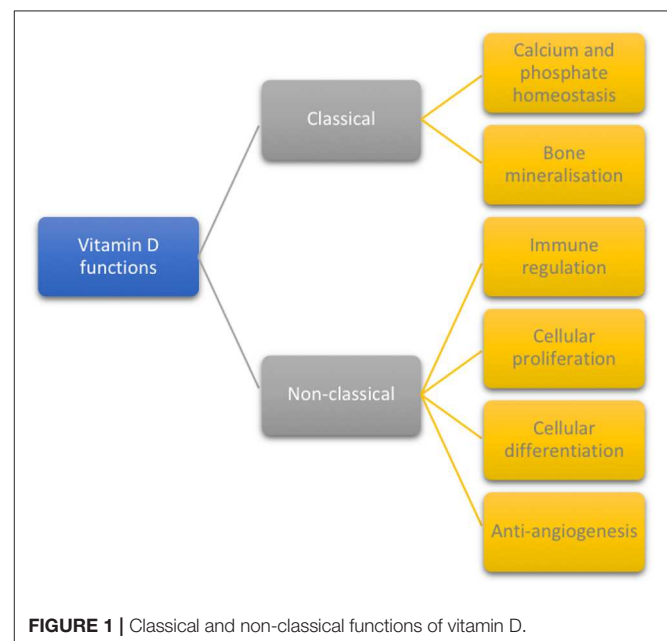 Vitamin D
functions
Classical
Calcium and
phosphate
homeostasis
Bone
mineralisation
Non-classical
Immune
regulation
Cellular
proliferation
Cellular
differentiation
Anti-angiogenesis
FIGURE 1 | Classical and non-classical functions of vitamin D.